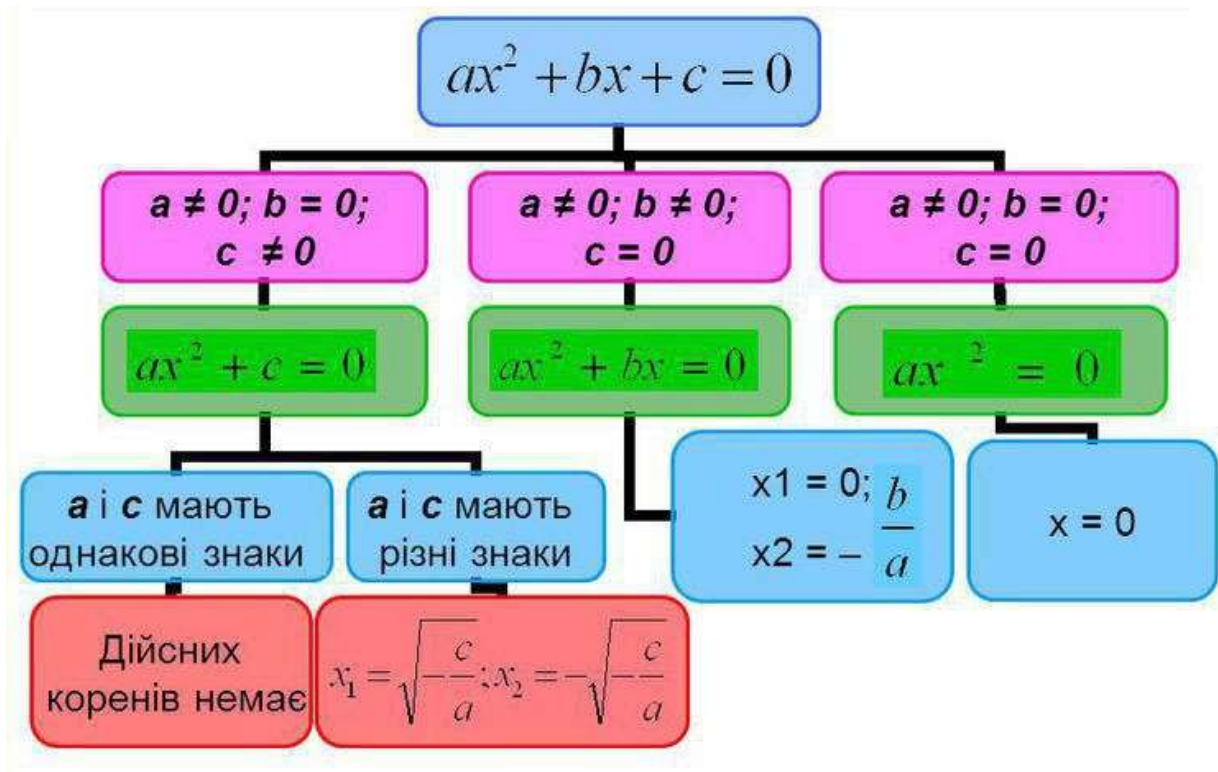 ax² + bx + c = 0
a ≠ 0; b = 0;
c ≠ 0
a ≠ 0; b ≠ 0;
c = 0
a ≠ 0; b = 0;
c = 0
ax² + c = 0
ax² + bx = 0
ax² = 0
a і c мають
однакові знаки
a і c мають
різні знаки
x1 = 0;
x2 = – b/a
x = 0
Дійсних
коренів немає
x₁ = √(-c/a); x₂ = -√(-c/a)